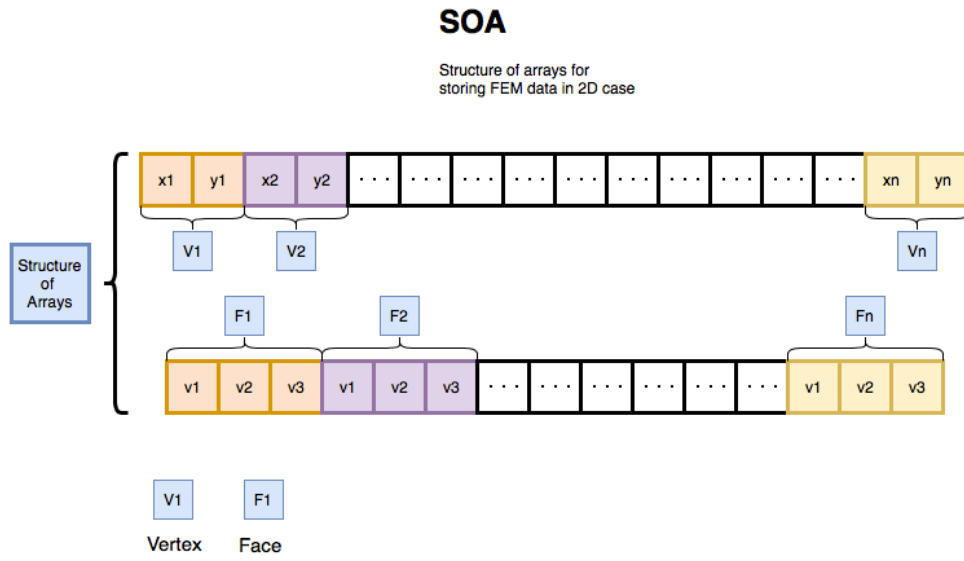 SOA
Structure of arrays for
storing FEM data in 2D case
x1 y1 x2 y2 ... ... ... ... ... ... ... ... ... ... xn yn
V1 V2 Vn
Structure
of
Arrays
F1 F2 Fn
v1 v2 v3 v1 v2 v3 ... ... ... ... ... ... v1 v2 v3
V1 F1
Vertex Face